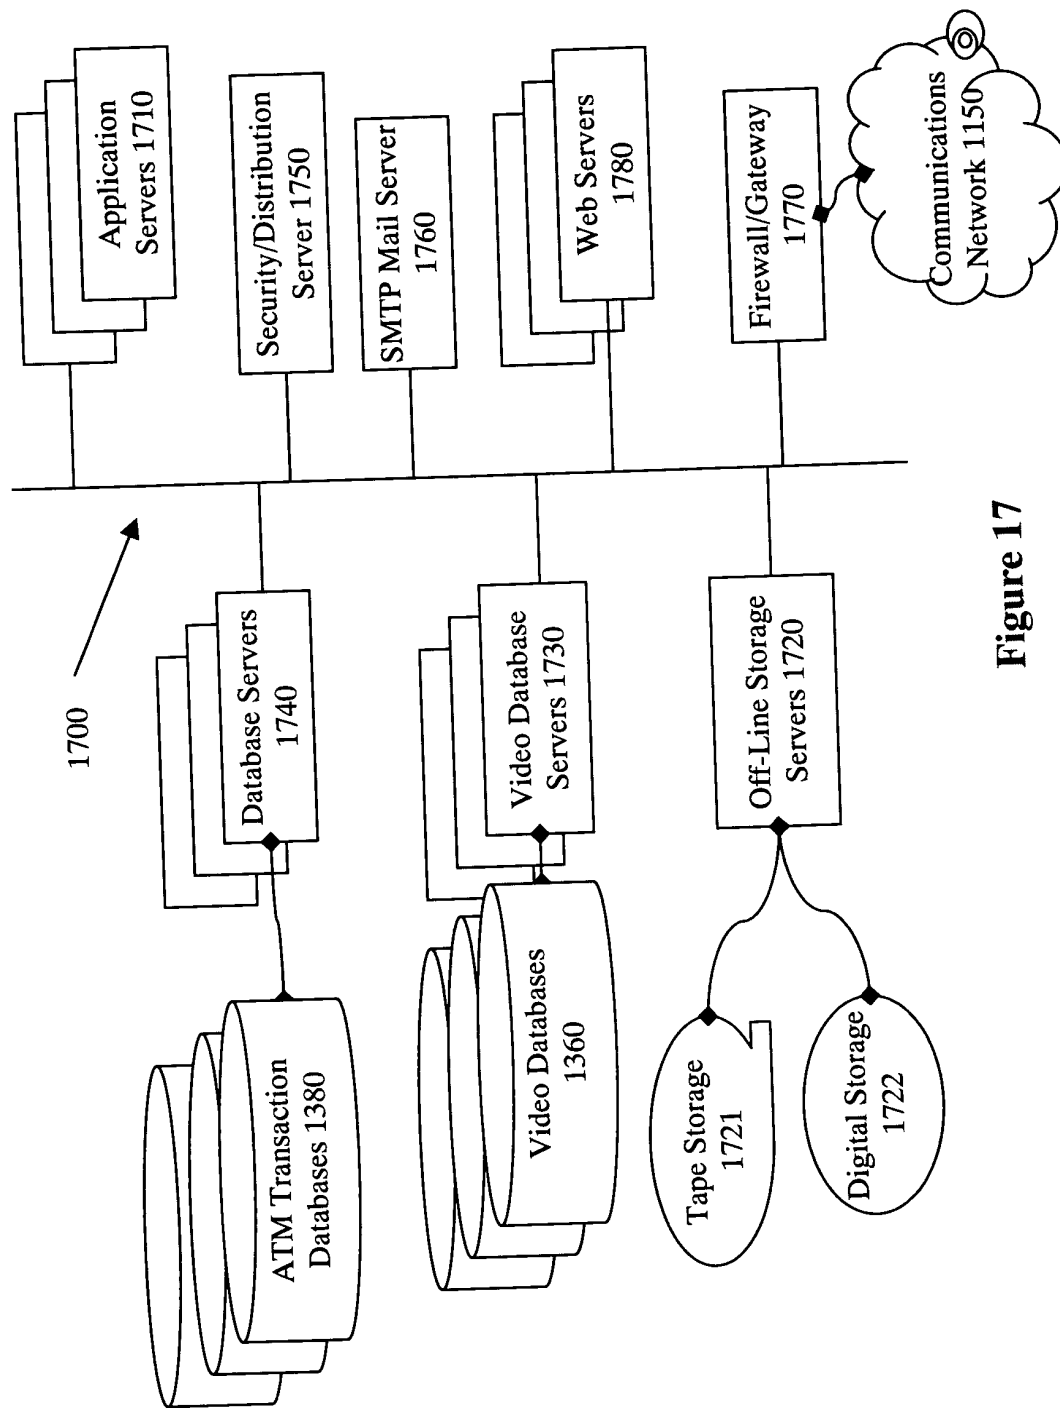 1700
ATM Transaction
Databases 1380
Database Servers
1740
Application
Servers 1710
Security/Distribution
Server 1750
SMTP Mail Server
1760
Video Databases
1360
Video Database
Servers 1730
Web Servers
1780
Tape Storage
1721
Digital Storage
1722
Off-Line Storage
Servers 1720
Firewall/Gateway
1770
Communications
Network 1150
Figure 17